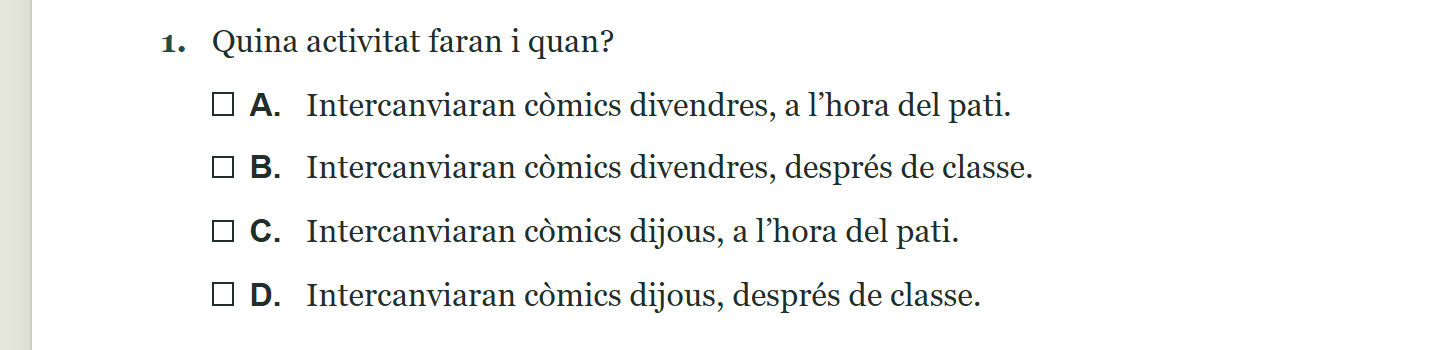 1. Quina activitat faran i quan?
A. Intercanviaran còmics divendres, a l’hora del pati.
B. Intercanviaran còmics divendres, després de classe.
C. Intercanviaran còmics dijous, a l’hora del pati.
D. Intercanviaran còmics dijous, després de classe.